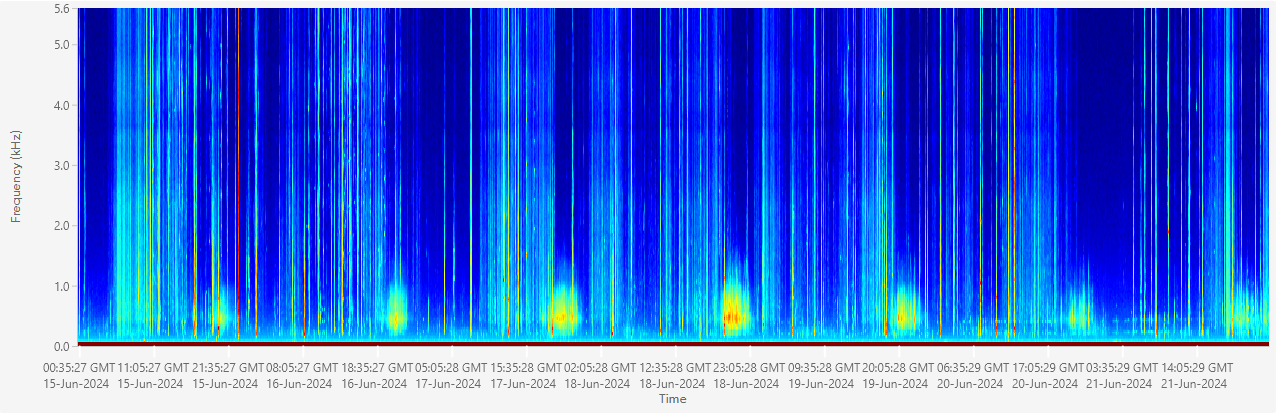 5.6
5.0
4.0
3.0
2.0
1.0
0.0
Frequency (kHz)
00:35:27 GMT 11:05:27 GMT 21:35:27 GMT 08:05:27 GMT 18:35:27 GMT 05:05:28 GMT 15:35:28 GMT 02:05:28 GMT 12:35:28 GMT 23:05:28 GMT 09:35:28 GMT 20:05:28 GMT 06:35:29 GMT 17:05:29 GMT 03:35:29 GMT 14:05:29 GMT
15-Jun-2024 15-Jun-2024 15-Jun-2024 16-Jun-2024 16-Jun-2024 17-Jun-2024 17-Jun-2024 18-Jun-2024 18-Jun-2024 18-Jun-2024 19-Jun-2024 19-Jun-2024 20-Jun-2024 20-Jun-2024 21-Jun-2024 21-Jun-2024
Time